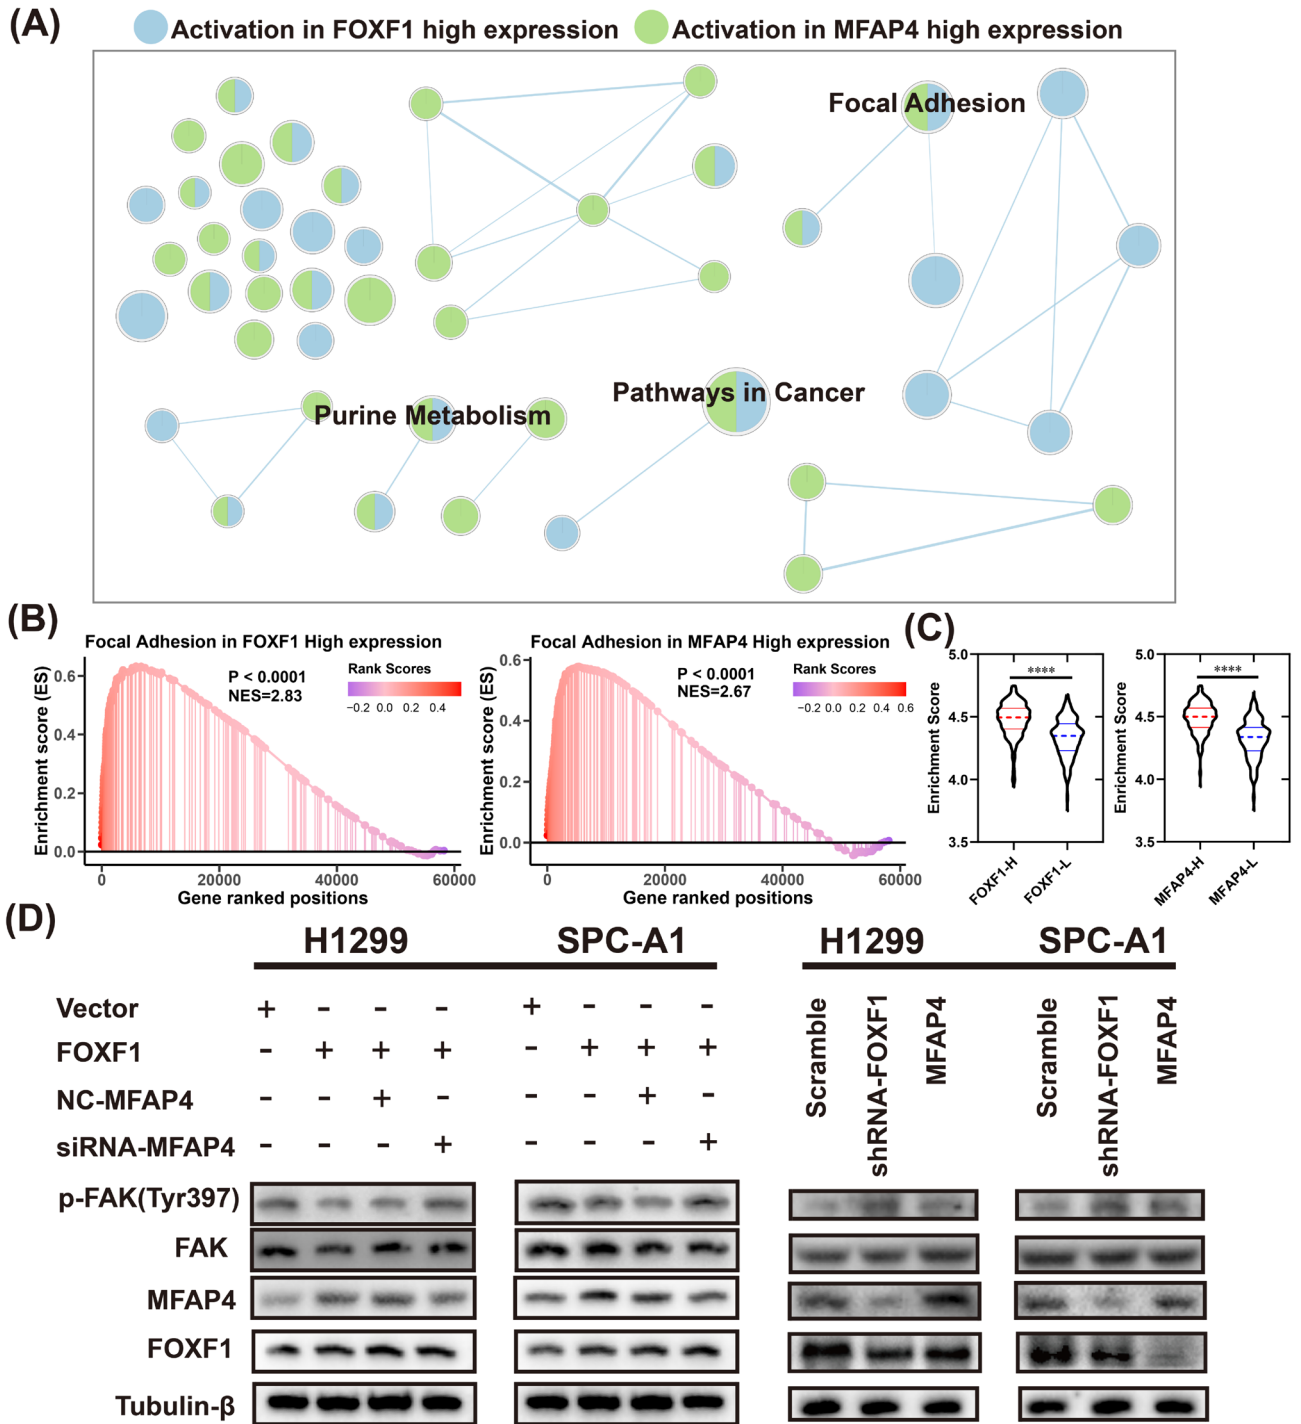 (A)
Activation in FOXF1 high expression
Activation in MFAP4 high expression
Focal Adhesion
Pathways in Cancer
Purine Metabolism
(B)
Focal Adhesion in FOXF1 High expression
P < 0.0001
NES=2.83
Rank Scores
−0.2 0.0 0.2 0.4
Enrichment score (ES)
0.6
0.4
0.2
0.0
0 20000 40000 60000
Gene ranked positions
Focal Adhesion in MFAP4 High expression
P < 0.0001
NES=2.67
Rank Scores
−0.2 0.0 0.2 0.4 0.6
Enrichment score (ES)
0.6
0.4
0.2
0.0
0 20000 40000 60000
Gene ranked positions
(C)
Enrichment Score
5.0
4.5
4.0
3.5
****
FOXF1-H
FOXF1-L
Enrichment Score
5.0
4.5
4.0
3.5
****
MFAP4-H
MFAP4-L
(D)
H1299 SPC-A1 H1299 SPC-A1
Vector + - - - + - - -
FOXF1 - + + + - + + +
NC-MFAP4 - - + - - - + -
siRNA-MFAP4 - - - + - - - +
Scramble
shRNA-FOXF1
MFAP4
Scramble
shRNA-FOXF1
MFAP4
p-FAK(Tyr397)
FAK
MFAP4
FOXF1
Tubulin-β